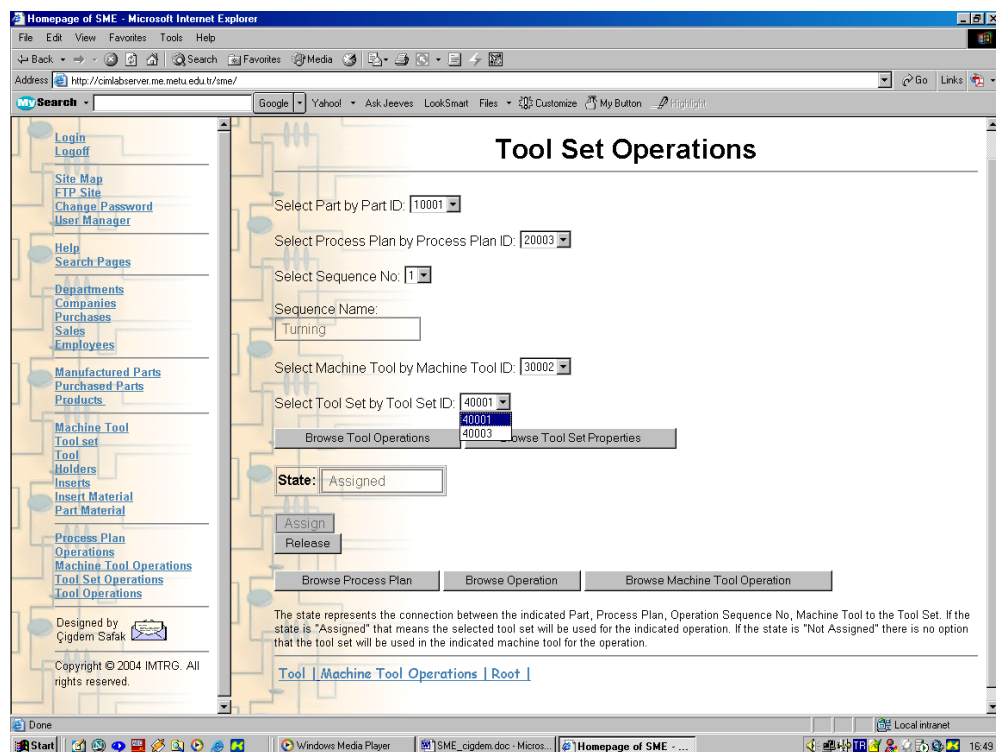 Homepage of SME - Microsoft Internet Explorer
File Edit View Favorites Tools Help
Back Search Favorites Media
Address http://cimlabserver.me.metu.edu.tr/sme/ Go Links
My Search Google Yahoo! Ask Jeeves LookSmart Files Customize My Button Highlight
Login
Logoff
Site Map
FTP Site
Change Password
User Manager
Help
Search Pages
Departments
Companies
Purchases
Sales
Employees
Manufactured Parts
Purchased Parts
Products
Machine Tool
Tool set
Tool
Holders
Inserts
Insert Material
Part Material
Process Plan
Operations
Machine Tool Operations
Tool Set Operations
Tool Operations
Designed by
Çigdem Safak
Copyright © 2004 IMTRG. All
rights reserved.
Tool Set Operations
Select Part by Part ID: 10001
Select Process Plan by Process Plan ID: 20003
Select Sequence No: 1
Sequence Name:
Turning
Select Machine Tool by Machine Tool ID: 30002
Select Tool Set by Tool Set ID: 40001
40001
40003
Browse Tool Operations owse Tool Set Properties
State: Assigned
Assign
Release
Browse Process Plan Browse Operation Browse Machine Tool Operation
The state represents the connection between the indicated Part, Process Plan, Operation Sequence No, Machine Tool to the Tool Set. If the
state is "Assigned" that means the selected tool set will be used for the indicated operation. If the state is "Not Assigned" there is no option
that the tool set will be used in the indicated machine tool for the operation.
Tool | Machine Tool Operations | Root |
Done Local intranet
Start Windows Media Player SME_cigdem.doc - Micros... Homepage of SME - ... TR 16:49